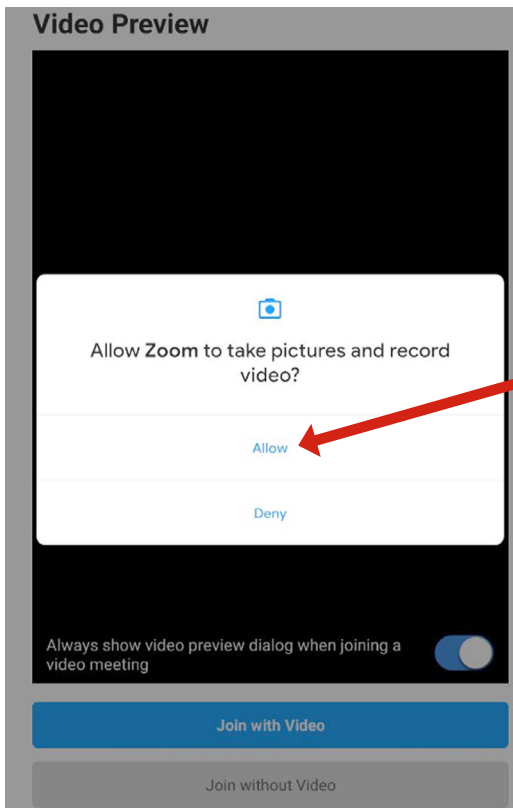 Video Preview
Allow Zoom to take pictures and record
video?
Allow
Deny
Always show video preview dialog when joining a
video meeting
Join with Video
Join without Video